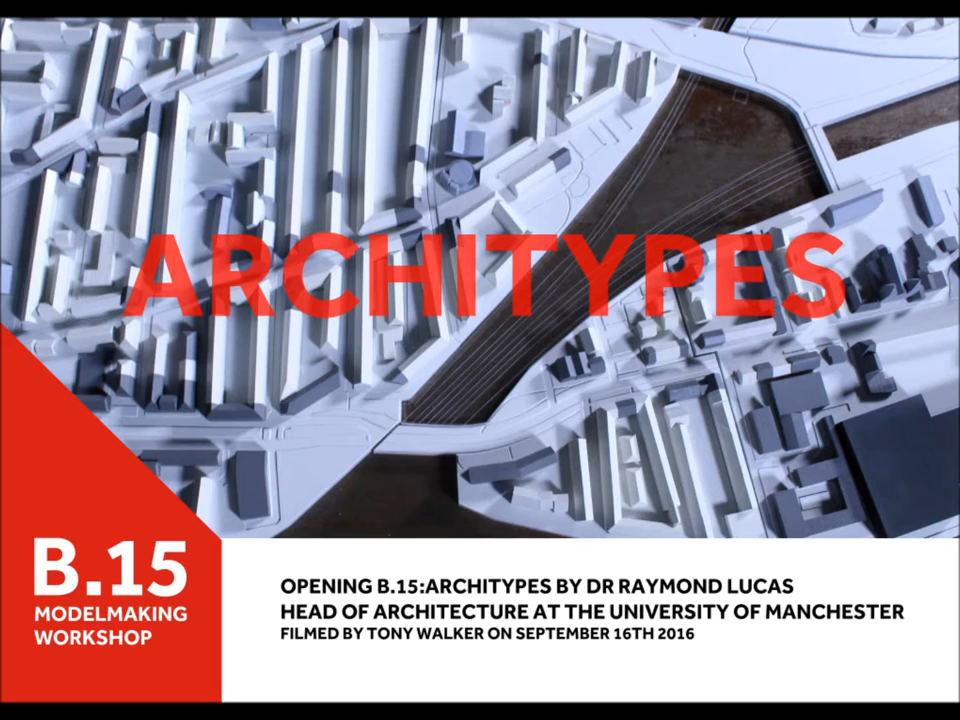 ARCHITYPES
B.15
MODELMAKING
WORKSHOP
OPENING B.15:ARCHITYPES BY DR RAYMOND LUCAS
HEAD OF ARCHITECTURE AT THE UNIVERSITY OF MANCHESTER
FILMED BY TONY WALKER ON SEPTEMBER 16TH 2016